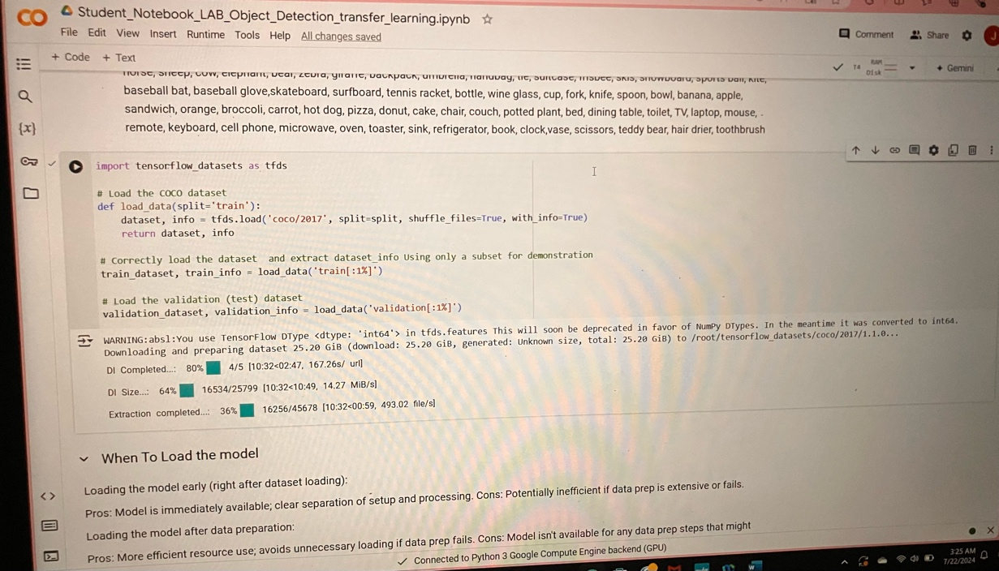 CO
Student_Notebook_LAB_Object_Detection_transfer_learning.ipynb
File Edit View Insert Runtime Tools Help All changes saved
Comment Share J
+ Code + Text
T4 RAM Disk Gemini
horse, sheep, cow, elephant, bear, zebra, giraffe, backpack, umbrella, handbag, tie, suitcase, frisbee, skis, snowboard, sports ball, kite,
baseball bat, baseball glove,skateboard, surfboard, tennis racket, bottle, wine glass, cup, fork, knife, spoon, bowl, banana, apple,
sandwich, orange, broccoli, carrot, hot dog, pizza, donut, cake, chair, couch, potted plant, bed, dining table, toilet, TV, laptop, mouse,
remote, keyboard, cell phone, microwave, oven, toaster, sink, refrigerator, book, clock,vase, scissors, teddy bear, hair drier, toothbrush
{x}
import tensorflow_datasets as tfds
# Load the COCO dataset
def load_data(split='train'):
dataset, info = tfds.load('coco/2017', split=split, shuffle_files=True, with_info=True)
return dataset, info
# Correctly load the dataset and extract dataset_info Using only a subset for demonstration
train_dataset, train_info = load_data('train[:1%]')
# Load the validation (test) dataset
validation_dataset, validation_info = load_data('validation[:1%]')
WARNING:absl:You use TensorFlow DType <dtype: 'int64'> in tfds.features This will soon be deprecated in favor of NumPy DTypes. In the meantime it was converted to int64.
Downloading and preparing dataset 25.20 GiB (download: 25.20 GiB, generated: Unknown size, total: 25.20 GiB) to /root/tensorflow_datasets/coco/2017/1.1.0...
Dl Completed...: 80% 4/5 [10:32<02:47, 167.26s/ url]
Dl Size...: 64% 16534/25799 [10:32<10:49, 14.27 MiB/s]
Extraction completed...: 36% 16256/45678 [10:32<00:59, 493.02 file/s]
When To Load the model
Loading the model early (right after dataset loading):
Pros: Model is immediately available; clear separation of setup and processing. Cons: Potentially inefficient if data prep is extensive or fails.
Loading the model after data preparation:
Pros: More efficient resource use; avoids unnecessary loading if data prep fails. Cons: Model isn't available for any data prep steps that might
Connected to Python 3 Google Compute Engine backend (GPU)
3:25 AM
7/22/2024